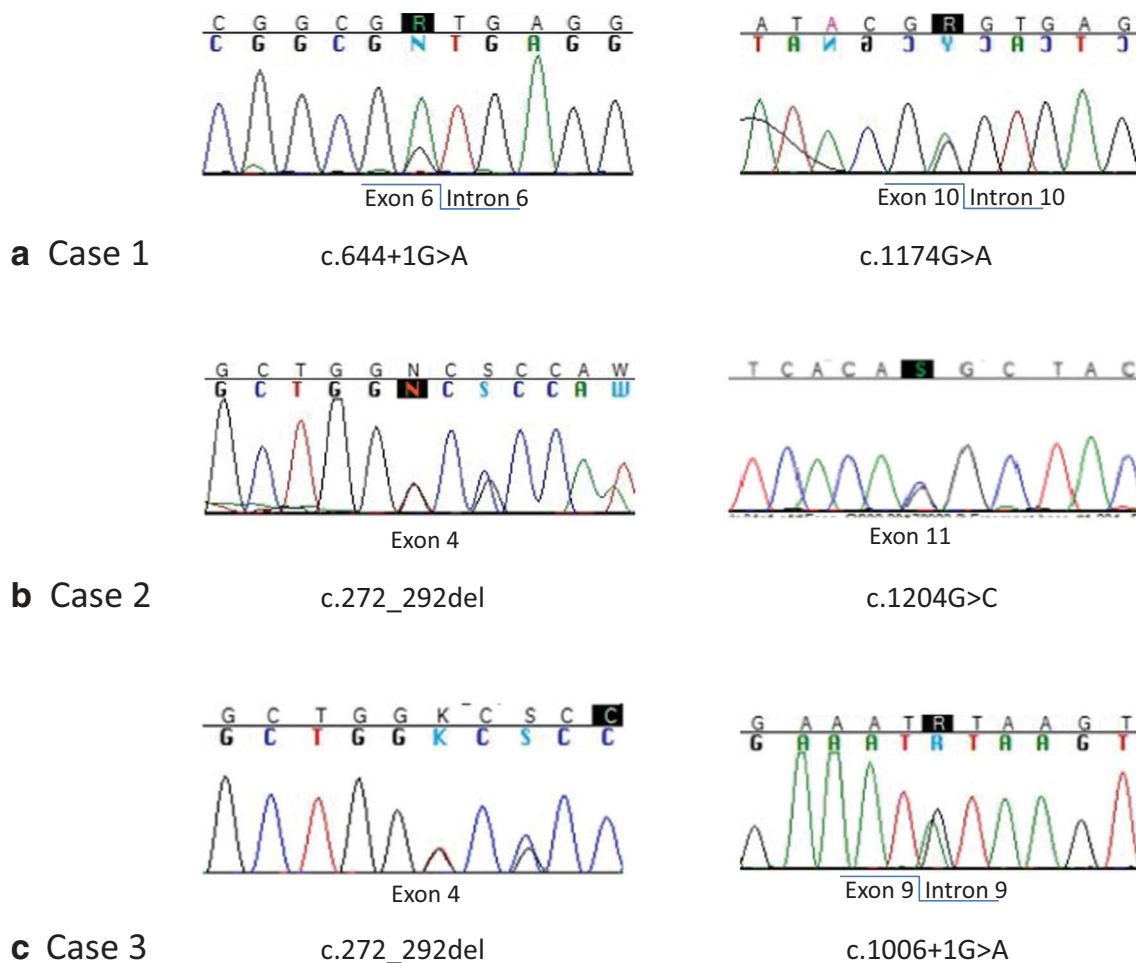 C G G C G R T G A G G
C G G C G N T G A G G
Exon 6 Intron 6
A T A C G R G T G A G
Exon 10 Intron 10
a Case 1
c.644+1G>A
c.1174G>A
G C T G G N C S C C A W
G C T G G N C S C C A W
Exon 4
T C A C A S G C T A C
Exon 11
b Case 2
c.272_292del
c.1204G>C
G C T G G K C S C C
G C T G G K C S C C
Exon 4
G A A A T R T A A G T
G A A A T R T A A G T
Exon 9 Intron 9
c Case 3
c.272_292del
c.1006+1G>A